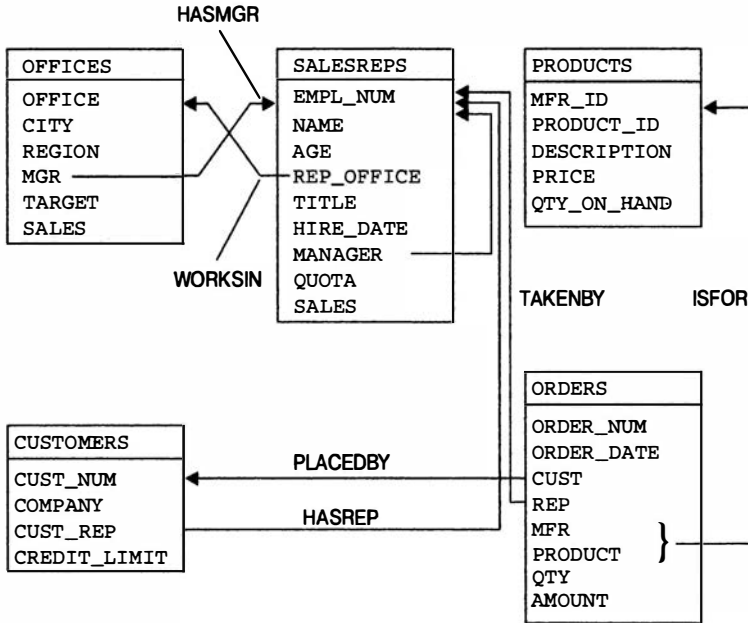 HASMGR
OFFICES
OFFICE
CITY
REGION
MGR
TARGET
SALES
SALESREPS
EMPL_NUM
NAME
AGE
REP_OFFICE
TITLE
HIRE_DATE
MANAGER
QUOTA
SALES
PRODUCTS
MFR_ID
PRODUCT_ID
DESCRIPTION
PRICE
QTY_ON_HAND
WORKSIN
TAKENBY
ISFOR
CUSTOMERS
CUST_NUM
COMPANY
CUST_REP
CREDIT_LIMIT
PLACEDBY
HASREP
ORDERS
ORDER_NUM
ORDER_DATE
CUST
REP
MFR
PRODUCT
}
QTY
AMOUNT